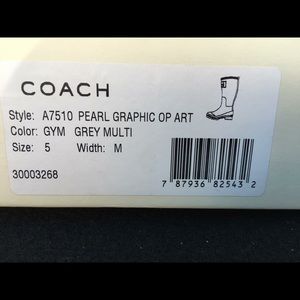 COACH
Style: A7510 PEARL GRAPHIC OP ART
Color: GYM GREY MULTI
Size: 5 Width: M
30003268
7 87936 82543 2